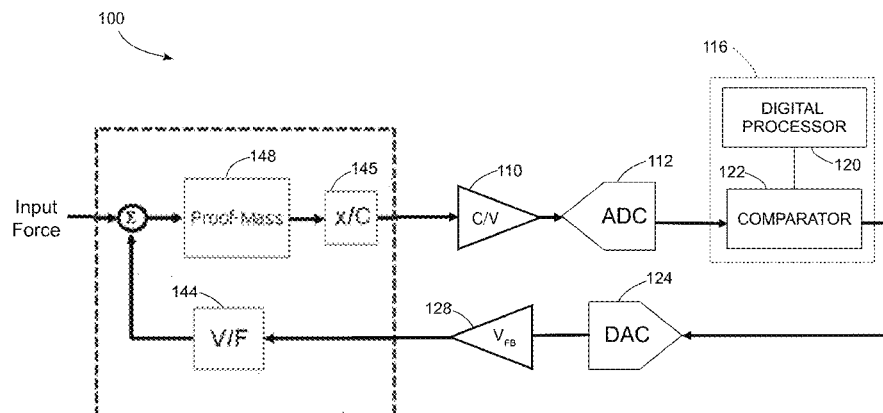 100
116
DIGITAL
PROCESSOR
120
122
COMPARATOR
148
145
110
112
Input
Force
Σ
Proof-Mass
x/C
C/V
ADC
144
128
124
V/F
V_FB
DAC